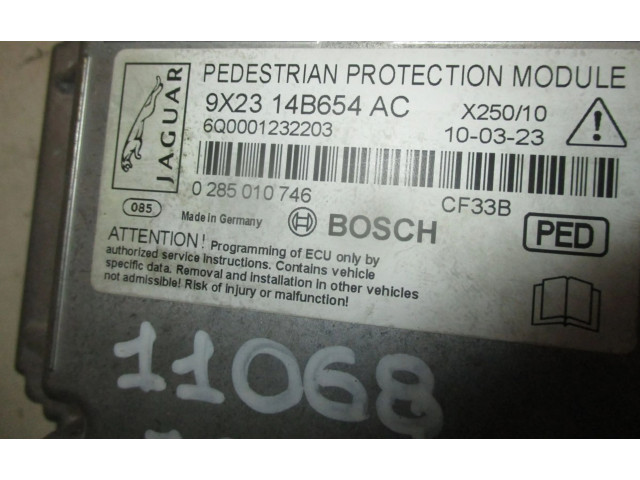 JAGUAR
PEDESTRIAN PROTECTION MODULE
9X23 14B654 AC
X250/10
6Q0001232203
10-03-23
0 285 010 746
CF33B
085
Made in Germany
BOSCH
PED
ATTENTION! Programming of ECU only by
authorized service instructions. Contains vehicle
specific data. Removal and installation in other vehicles
not admissible! Risk of injury or malfunction!
11068